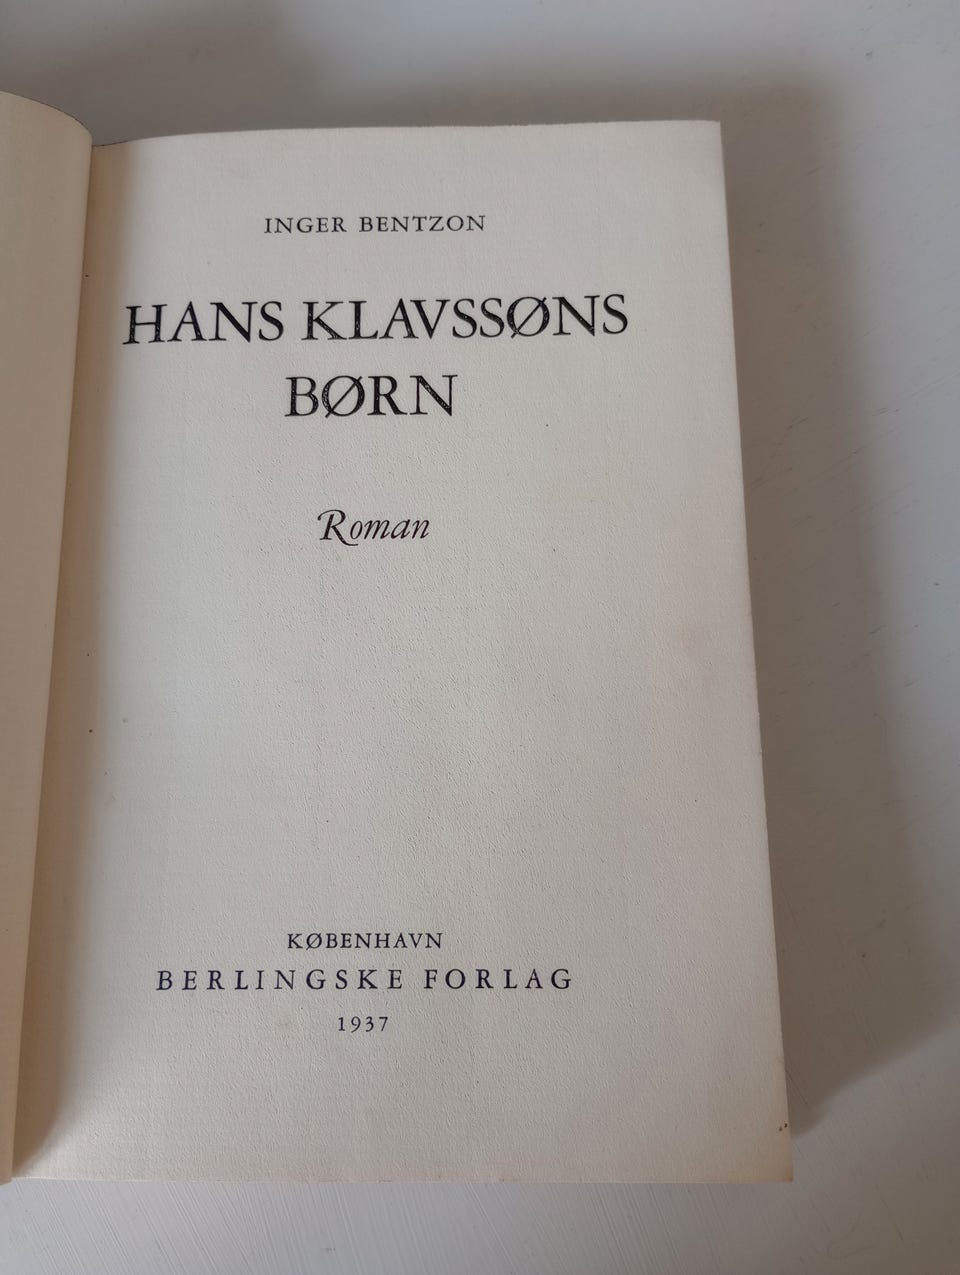 INGER BENTZON
HANS KLAVSSØNS
BØRN
Roman
KØBENHAVN
BERLINGSKE FORLAG
1937